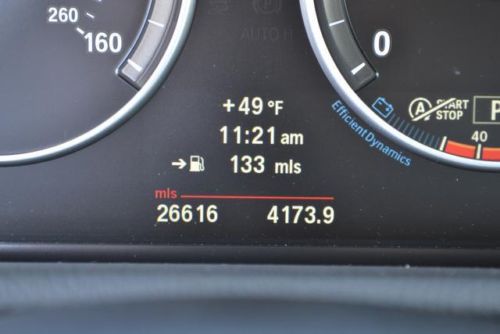 260
160
AUTO H
0
+49 °F
11:21 am
133 mls
mls
26616 4173.9
EfficientDynamics
A START
STOP
P
40